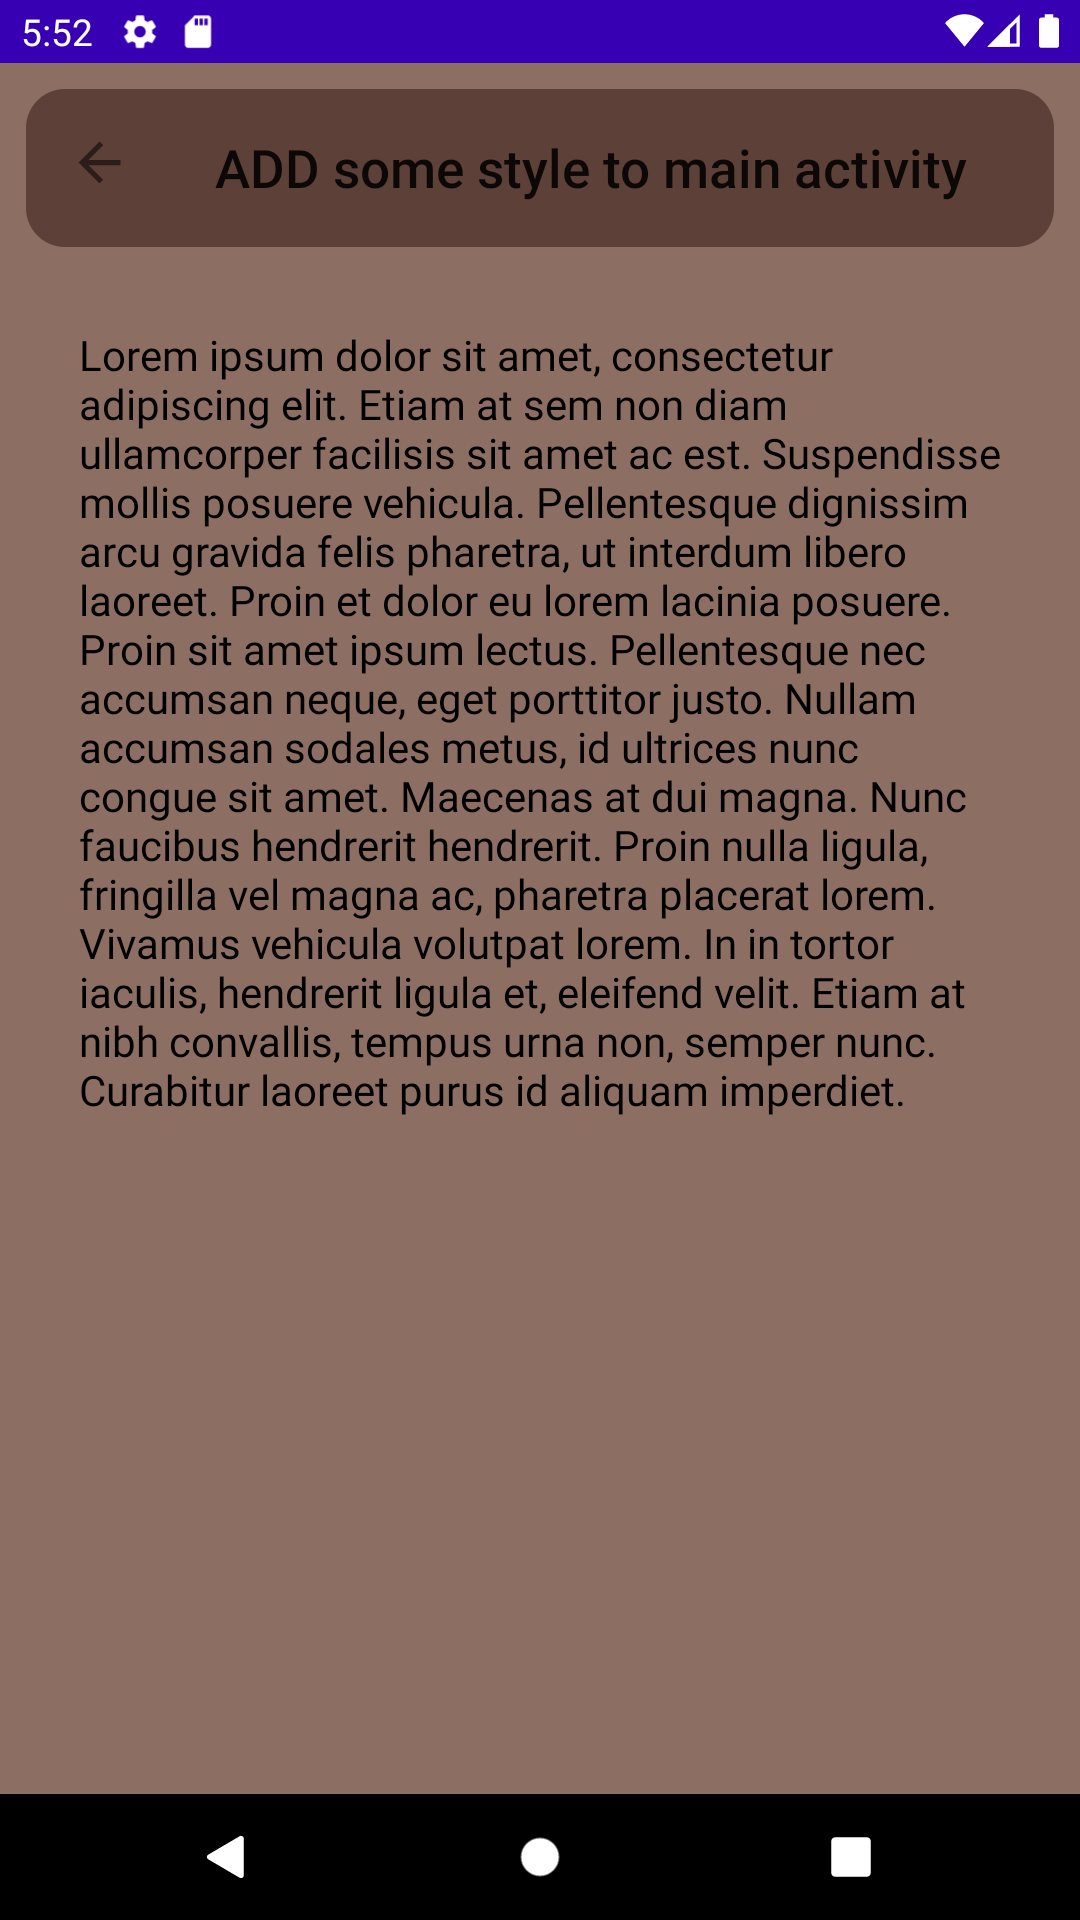 5:52
ADD some style to main activity
Lorem ipsum dolor sit amet, consectetur
adipiscing elit. Etiam at sem non diam
ullamcorper facilisis sit amet ac est. Suspendisse
mollis posuere vehicula. Pellentesque dignissim
arcu gravida felis pharetra, ut interdum libero
laoreet. Proin et dolor eu lorem lacinia posuere.
Proin sit amet ipsum lectus. Pellentesque nec
accumsan neque, eget porttitor justo. Nullam
accumsan sodales metus, id ultrices nunc
congue sit amet. Maecenas at dui magna. Nunc
faucibus hendrerit hendrerit. Proin nulla ligula,
fringilla vel magna ac, pharetra placerat lorem.
Vivamus vehicula volutpat lorem. In in tortor
iaculis, hendrerit ligula et, eleifend velit. Etiam at
nibh convallis, tempus urna non, semper nunc.
Curabitur laoreet purus id aliquam imperdiet.